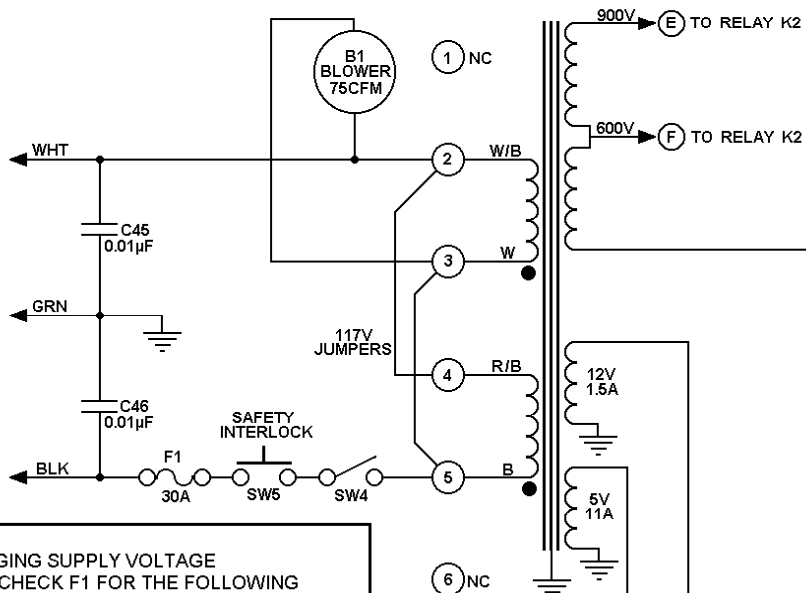 900V
E TO RELAY K2
B1
BLOWER
75CFM
1 NC
600V
F TO RELAY K2
WHT
2
W/B
C45
0.01µF
3
W
GRN
117V
JUMPERS
4
R/B
12V
1.5A
C46
0.01µF
SAFETY
INTERLOCK
BLK
F1
30A
SW5
SW4
5
B
5V
11A
GING SUPPLY VOLTAGE
CHECK F1 FOR THE FOLLOWING
6 NC